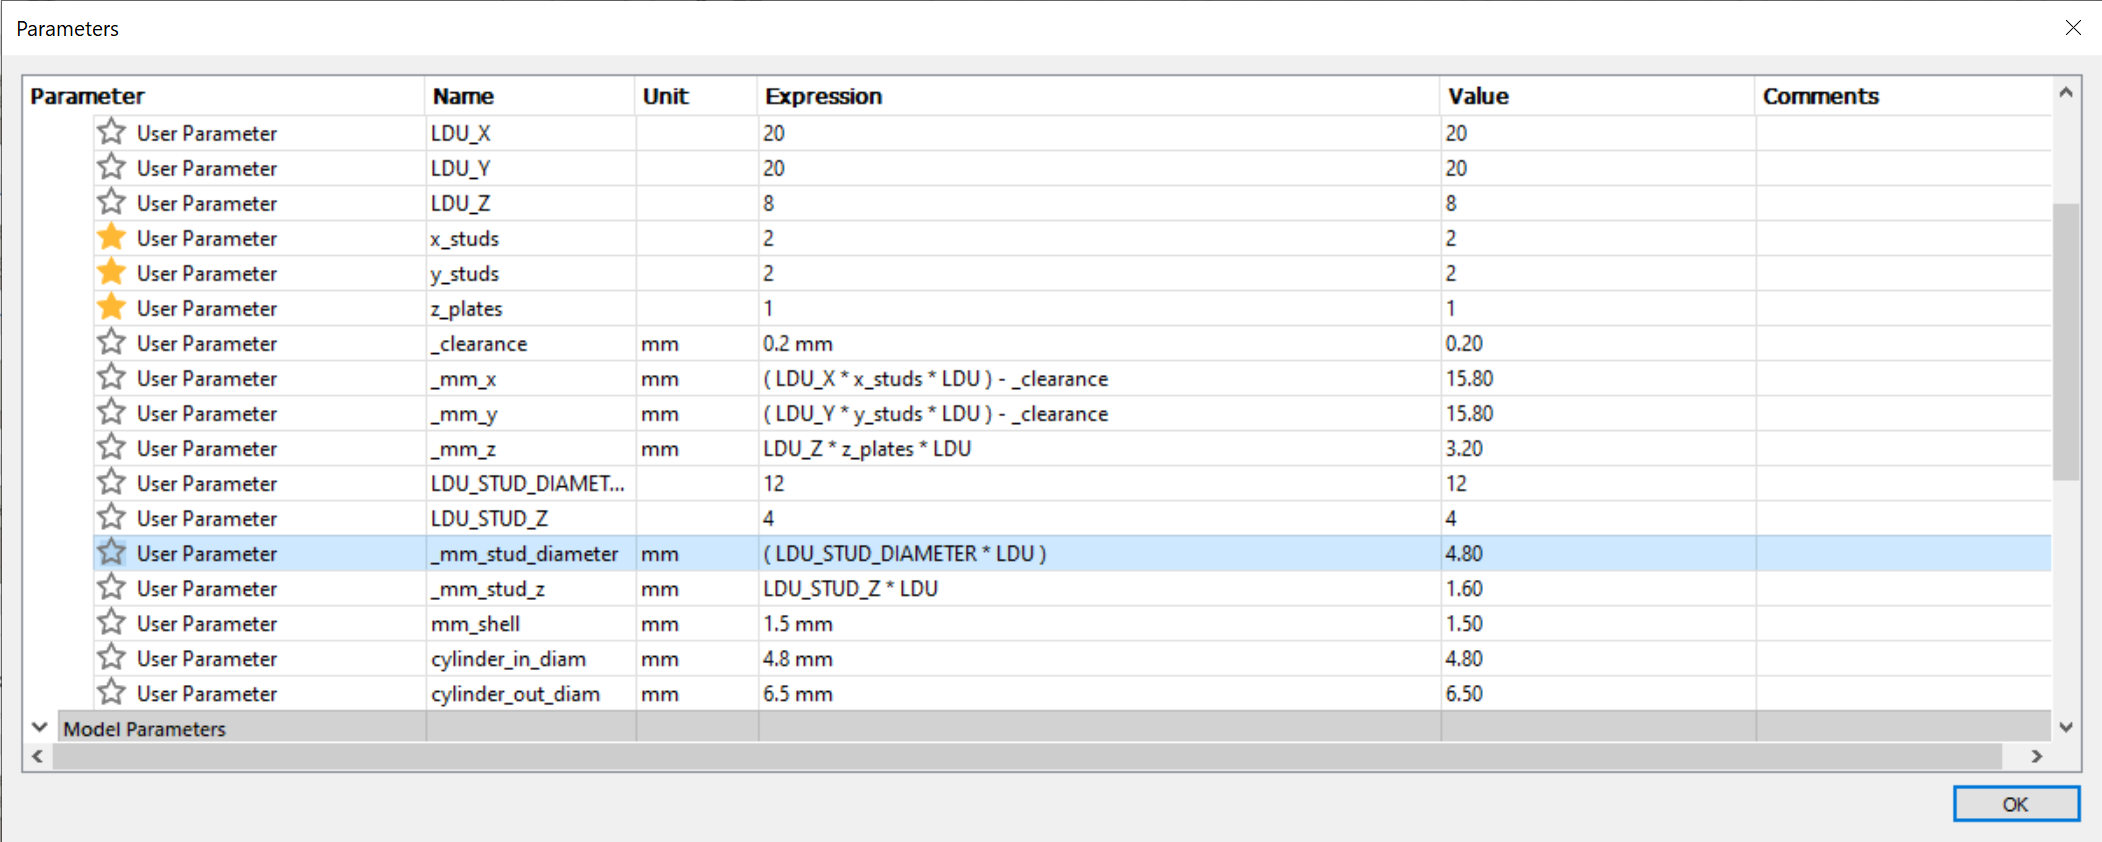 Parameters
Parameter Name Unit Expression Value Comments
User Parameter LDU_X 20 20
User Parameter LDU_Y 20 20
User Parameter LDU_Z 8 8
User Parameter x_studs 2 2
User Parameter y_studs 2 2
User Parameter z_plates 1 1
User Parameter _clearance mm 0.2 mm 0.20
User Parameter _mm_x mm ( LDU_X * x_studs * LDU ) - _clearance 15.80
User Parameter _mm_y mm ( LDU_Y * y_studs * LDU ) - _clearance 15.80
User Parameter _mm_z mm LDU_Z * z_plates * LDU 3.20
User Parameter LDU_STUD_DIAMET... 12 12
User Parameter LDU_STUD_Z 4 4
User Parameter _mm_stud_diameter mm ( LDU_STUD_DIAMETER * LDU ) 4.80
User Parameter _mm_stud_z mm LDU_STUD_Z * LDU 1.60
User Parameter mm_shell mm 1.5 mm 1.50
User Parameter cylinder_in_diam mm 4.8 mm 4.80
User Parameter cylinder_out_diam mm 6.5 mm 6.50
Model Parameters
OK